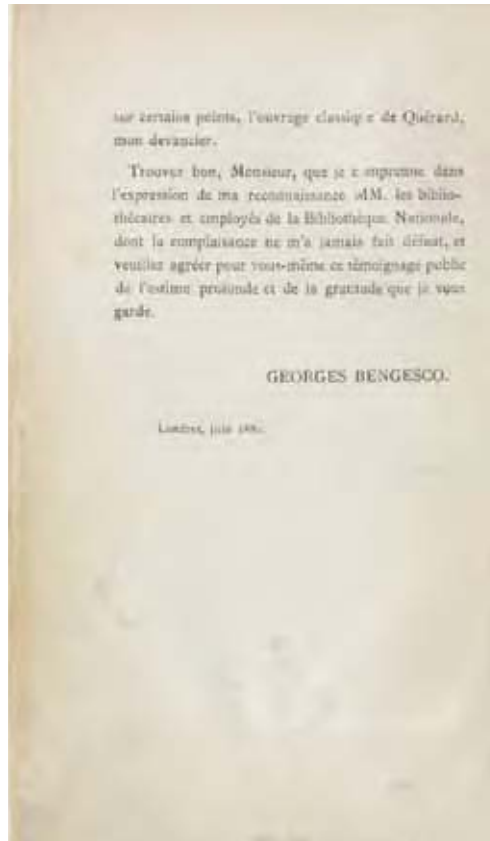 sur certains points, l'ouvrage classiq e de Quérard,
mon devancier.
Trouvez bon, Monsieur, que je c mprenne dans
l'expression de ma reconnaissance MM. les biblio-
thécaires et employés de la Bibliothèque Nationale,
dont la complaisance ne m'a jamais fait défaut, et
veuillez agréer pour vous-même ce témoignage public
de l'estime profonde et de la gratitude que je vous
garde.
GEORGES BENGESCO.
Londres,